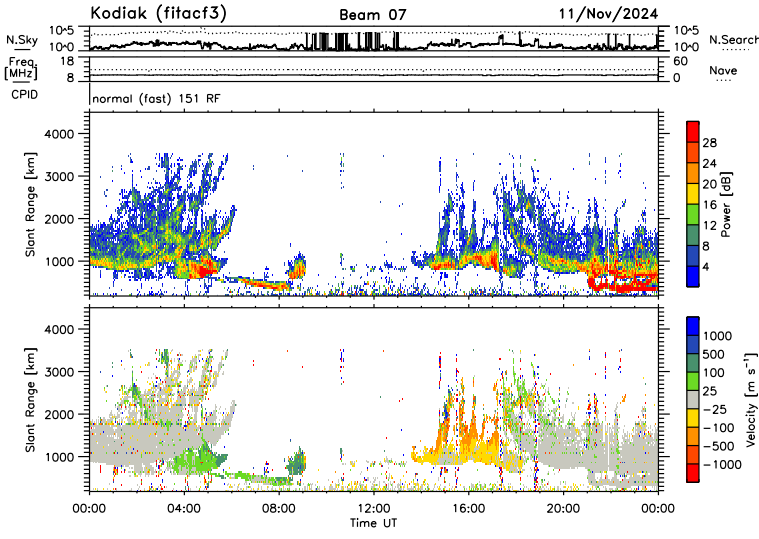 Kodiak (fitacf3) Beam 07 11/Nov/2024
N.Sky 10^5 10^0 10^5 10^0 N.Search
Freq. [MHz] 18 8 60 0 Nave
CPID normal (fast) 151 RF
Slant Range [km] 4000 3000 2000 1000
28 24 20 16 12 8 4 Power [dB]
Slant Range [km] 4000 3000 2000 1000
1000 500 100 25 −25 −100 −500 −1000 Velocity [m s⁻¹]
00:00 04:00 08:00 12:00 16:00 20:00 00:00
Time UT